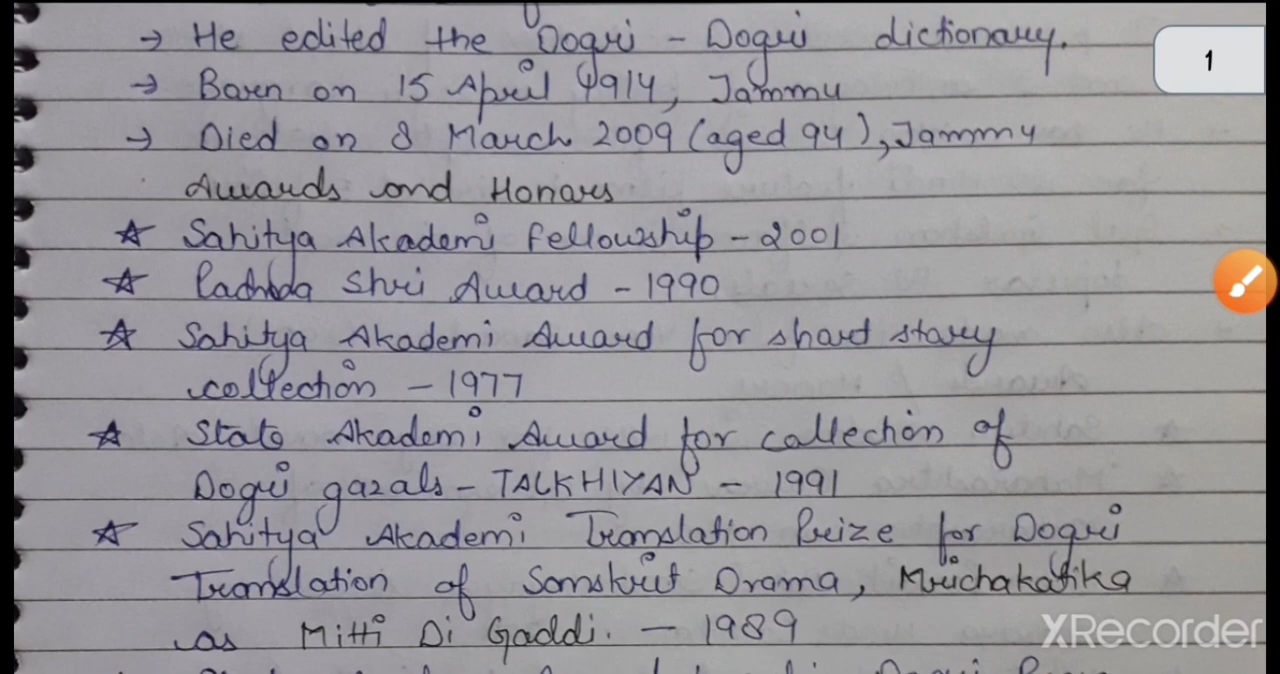 → He edited the Dogri - Dogri dictionary.
1
→ Born on 15 April 1914, Jammu
→ Died on 8 March 2009 (aged 94), Jammu
Awards and Honors
☆ Sahitya Akademi fellowship - 2001
☆ Padma Shri Award - 1990
☆ Sahitya Akademi Award for short story
collection - 1977
☆ State Akademi Award for collection of
Dogri gazals - TALKHIYAN - 1991
☆ Sahitya Akademi Translation Prize for Dogri
Translation of Sanskrit Drama, Mrichakatika
as Mitti Di Gaddi. - 1989
XRecorder